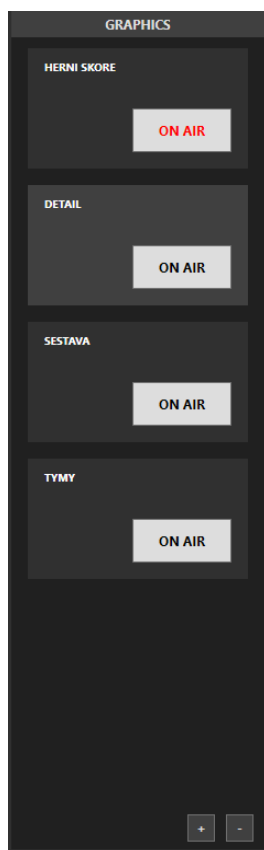 GRAPHICS
HERNI SKORE
ON AIR
DETAIL
ON AIR
SESTAVA
ON AIR
TYMY
ON AIR
+ -